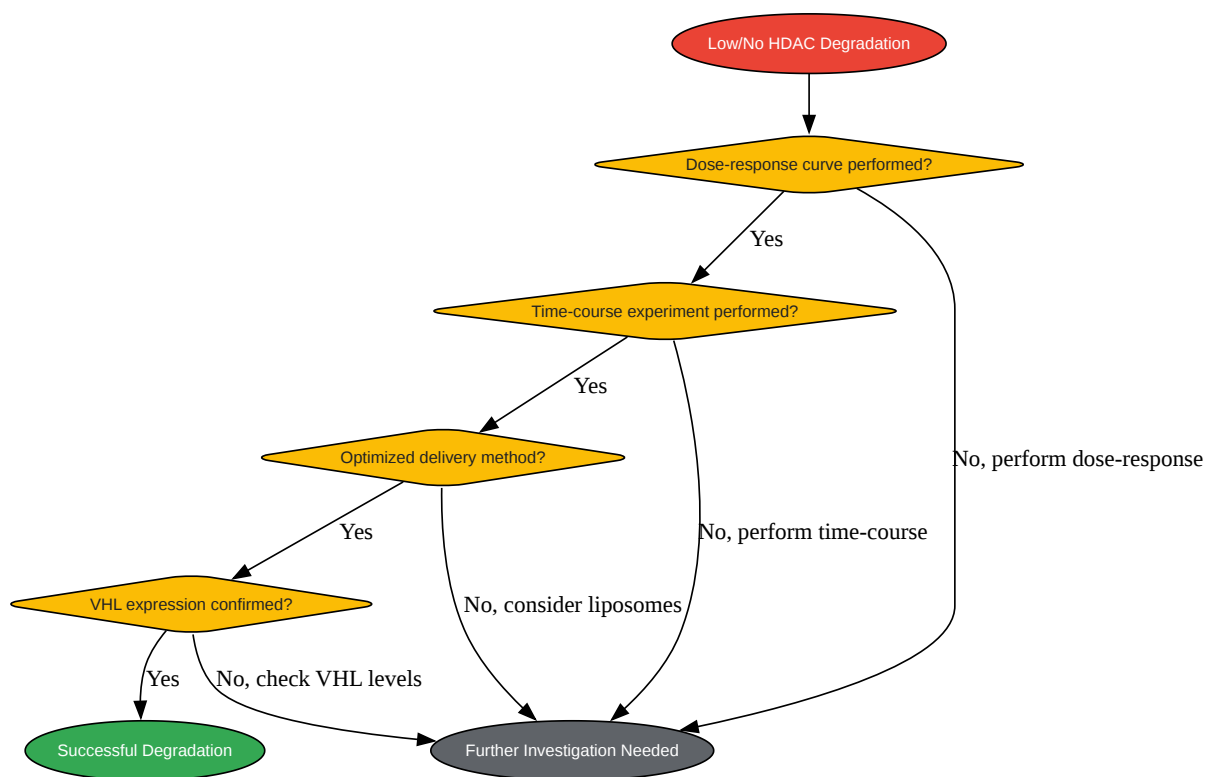 Low/No HDAC Degradation
Dose-response curve performed?
Yes
Time-course experiment performed?
Yes
Optimized delivery method?
No, perform dose-response
Yes
No, perform time-course
VHL expression confirmed?
No, consider liposomes
Yes
No, check VHL levels
Successful Degradation
Further Investigation Needed